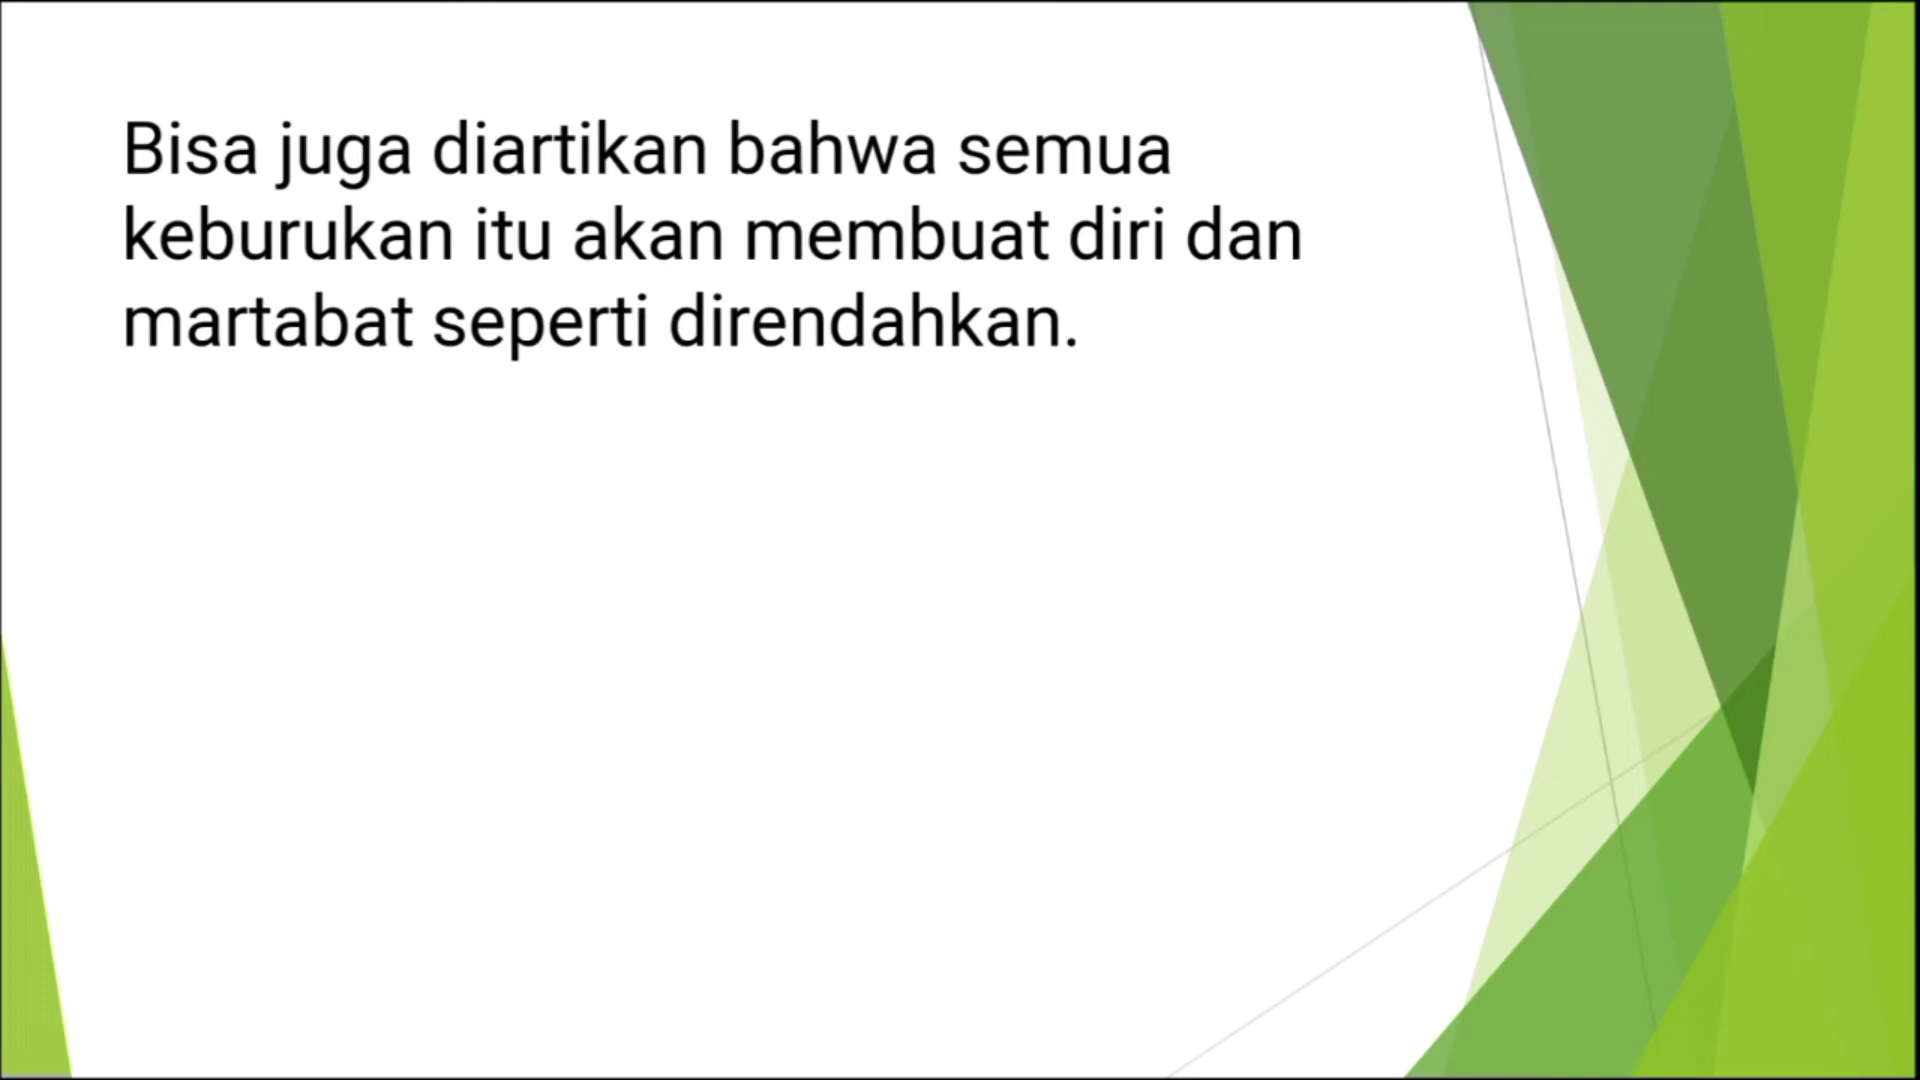 Bisa juga diartikan bahwa semua
keburukan itu akan membuat diri dan
martabat seperti direndahkan.